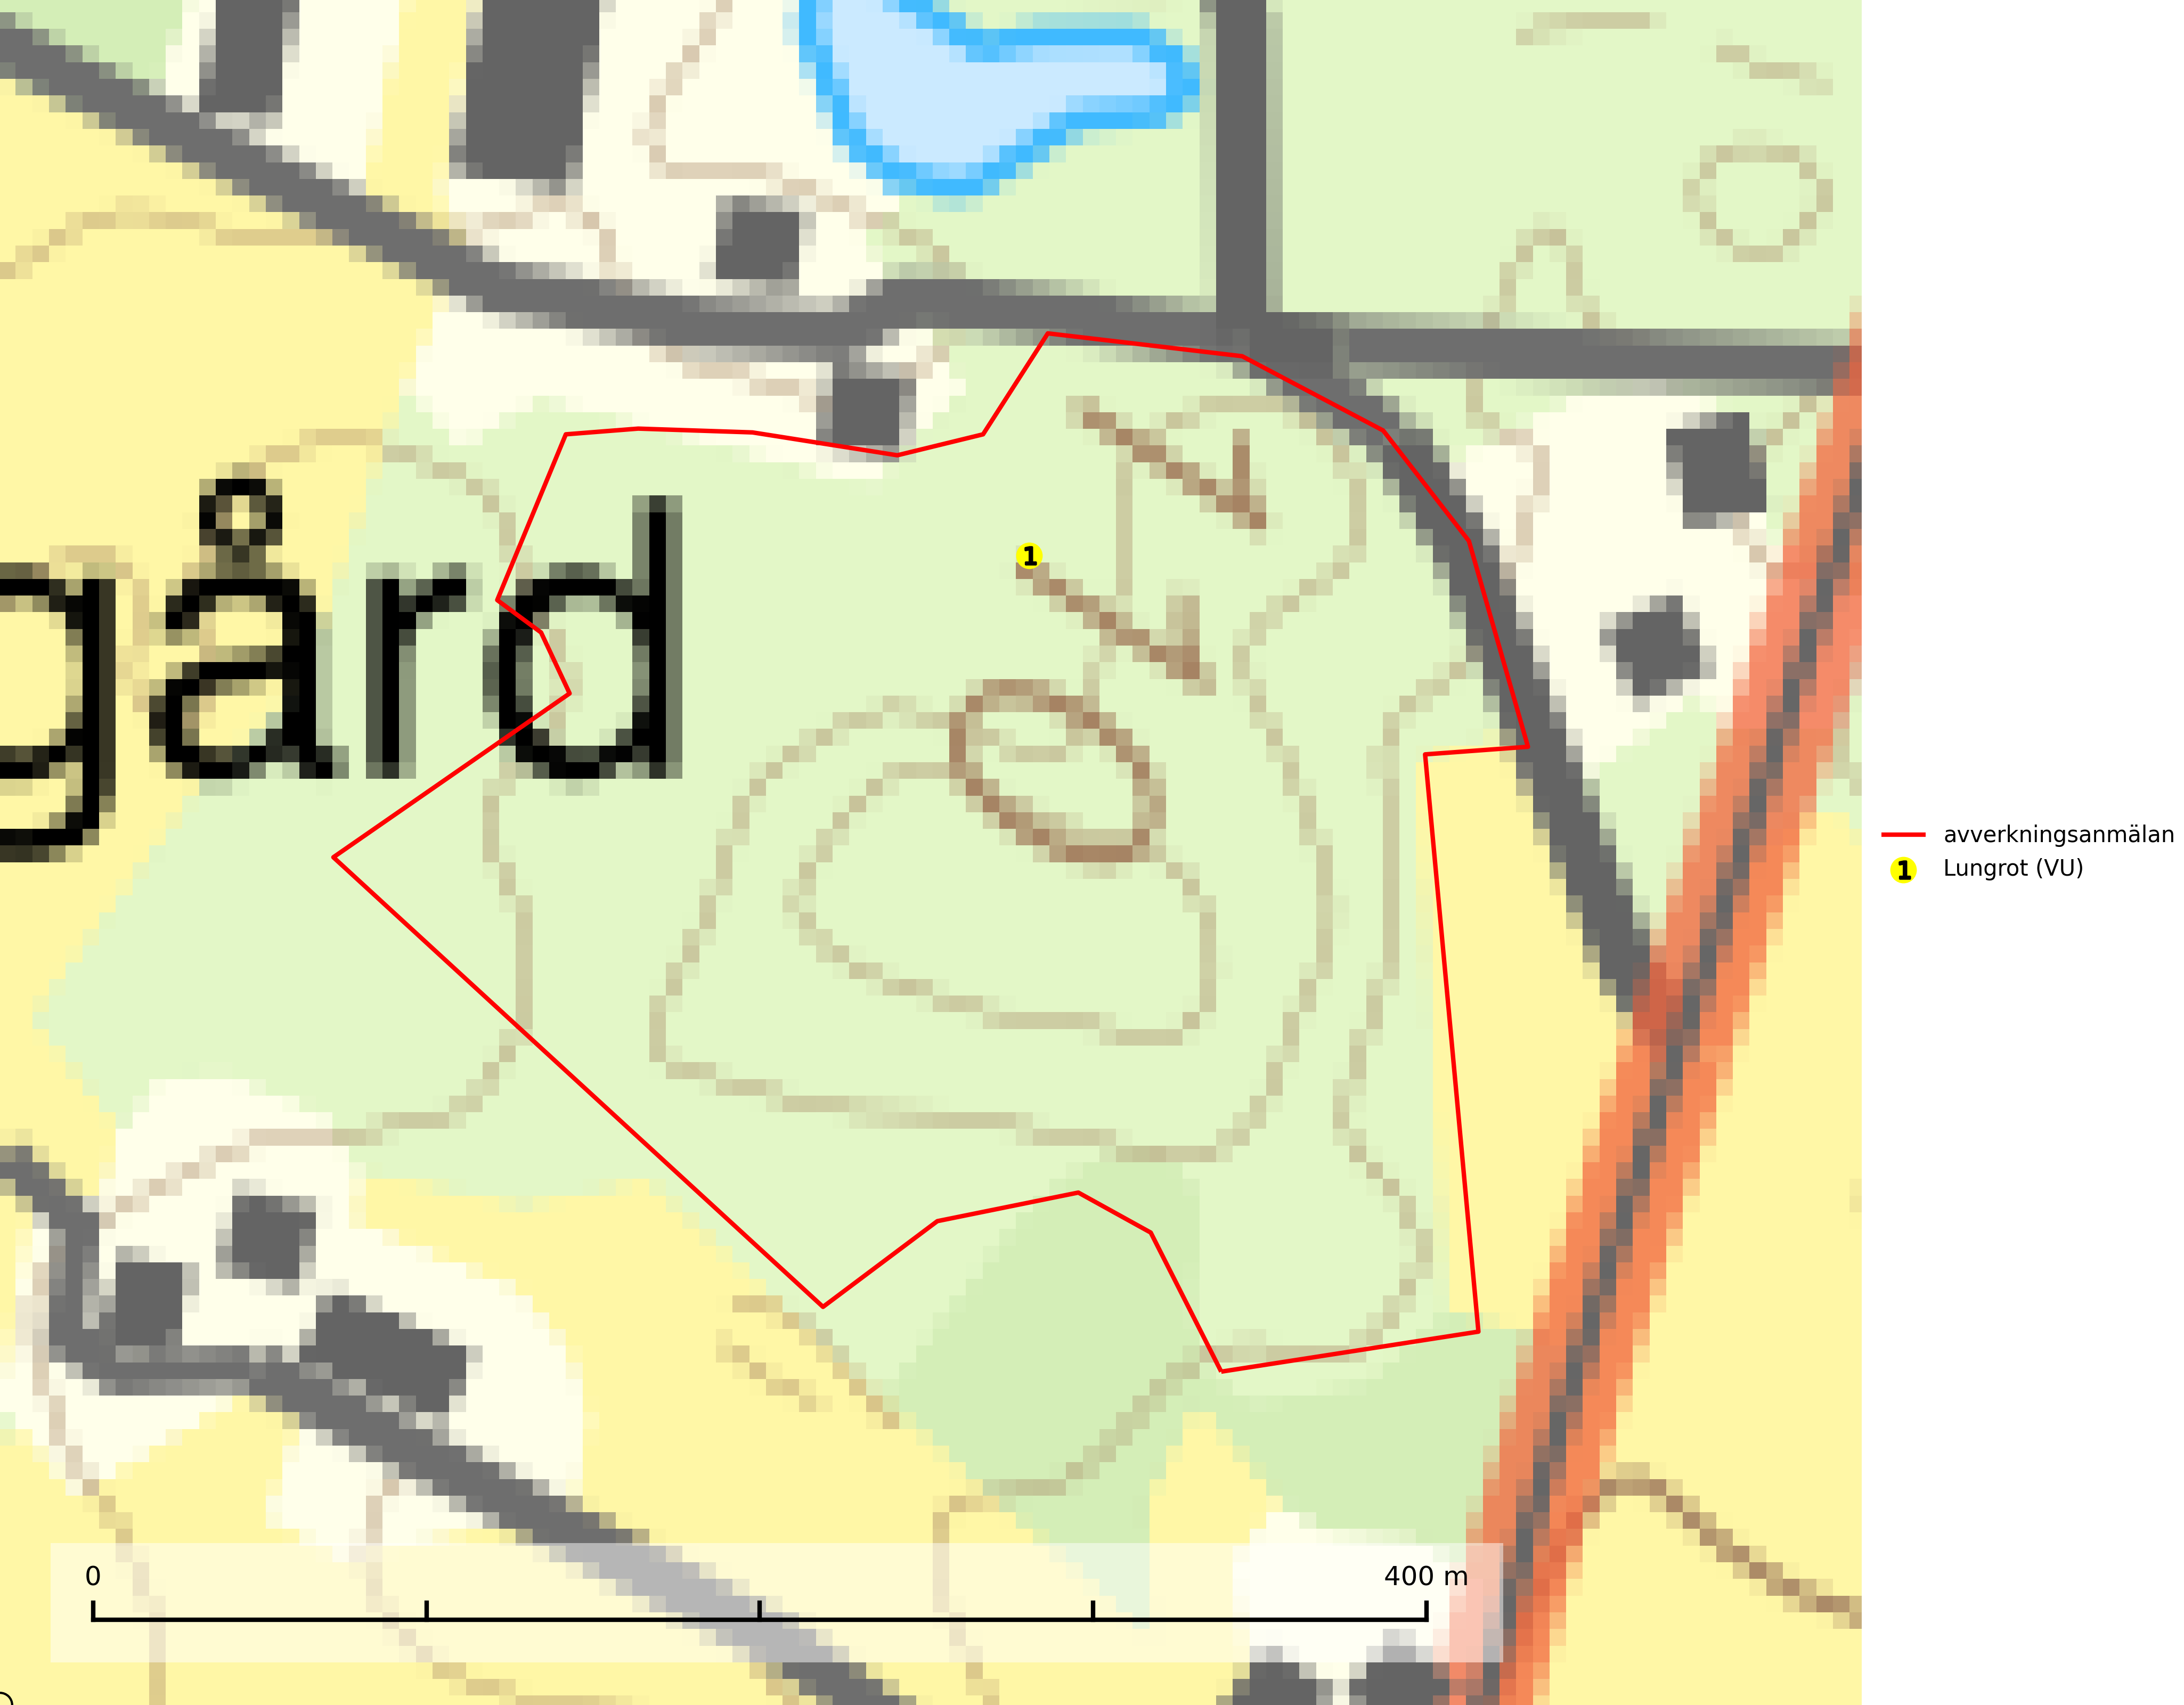 gård
1
avverkningsanmälan
1 Lungrot (VU)
0 400 m